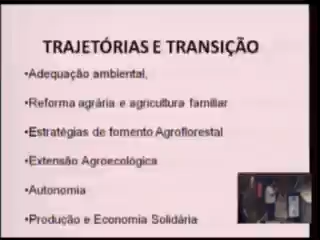 TRAJETÓRIAS E TRANSIÇÃO
•Adequação ambiental,
•Reforma agrária e agricultura familiar
•Estratégias de fomento Agroflorestal
•Extensão Agroecológica
•Autonomia
•Produção e Economia Solidária